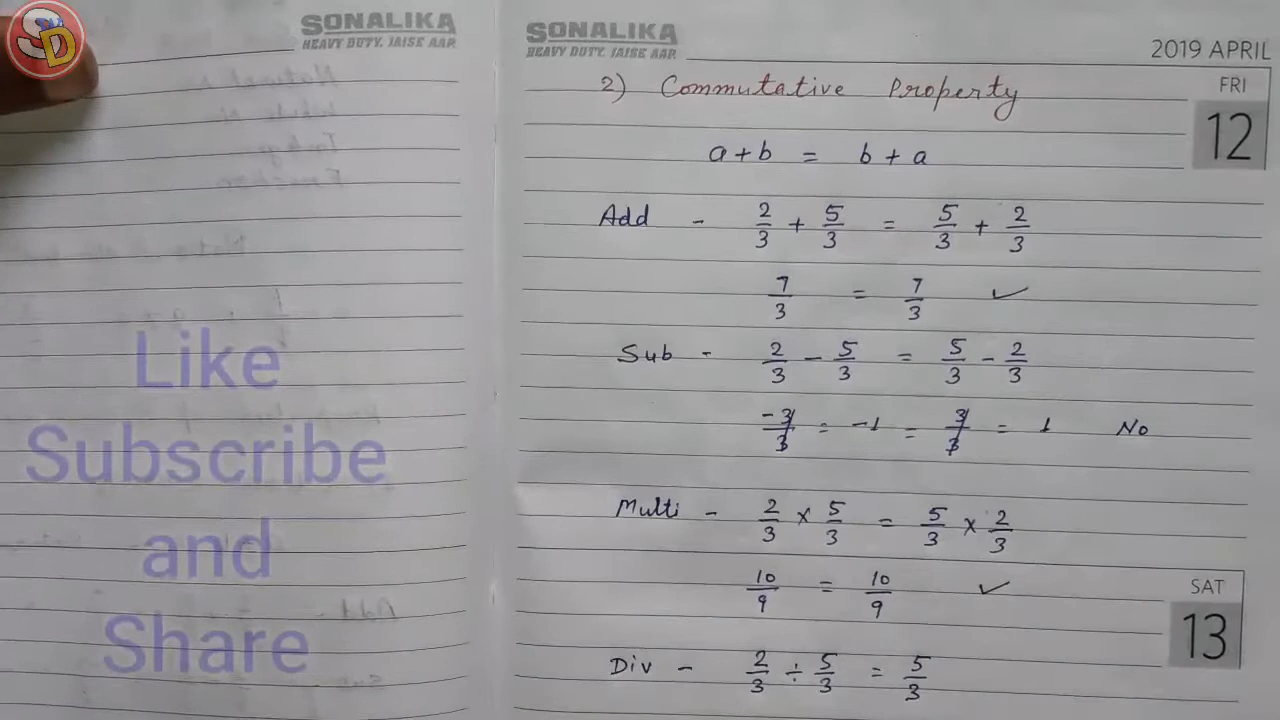 SD
SONALIKA
HEAVY DUTY. JAISE AAP.
Like
Subscribe
and
Share
SONALIKA
HEAVY DUTY. JAISE AAP.
2019 APRIL
FRI
12
2) Commutative Property
a + b = b + a
Add - 2/3 + 5/3 = 5/3 + 2/3
7/3 = 7/3 ✓
Sub - 2/3 - 5/3 = 5/3 - 2/3
-3/3 = -1 = 3/3 = 1 No
Multi - 2/3 × 5/3 = 5/3 × 2/3
10/9 = 10/9 ✓
SAT
13
Div - 2/3 ÷ 5/3 = 5/3